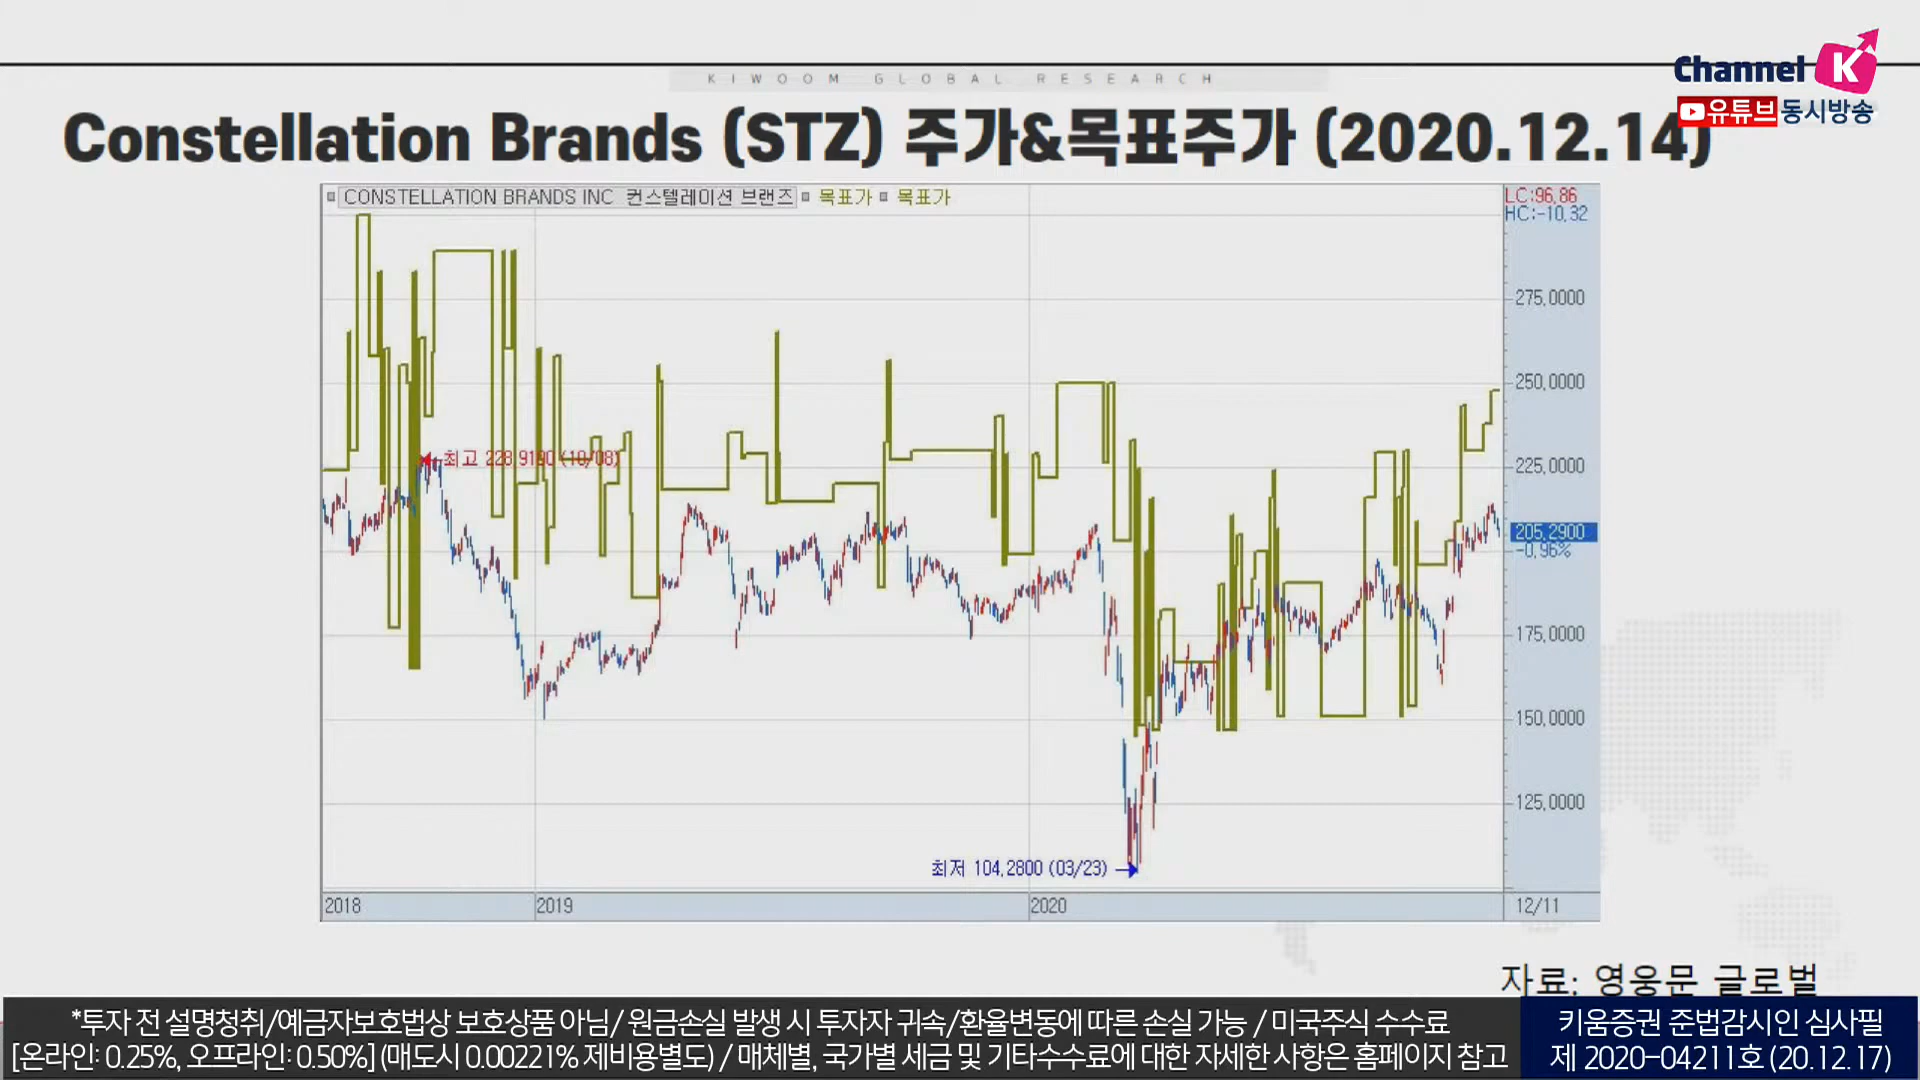 KIWOOM GLOBAL RESEARCH
Channel K
유튜브동시방송
Constellation Brands (STZ) 주가&목표주가 (2020.12.14)
CONSTELLATION BRANDS INC 컨스텔레이션 브랜즈 목표가 목표가
LC:96.86
HC:-10.32
275.0000
250.0000
최고 228.9100 (10/08)
225.0000
205.2900
-0.96%
175.0000
150.0000
125.0000
최저 104.2800 (03/23)
2018 2019 2020 12/11
자료: 영웅문 글로벌
*투자 전 설명청취/예금자보호법상 보호상품 아님/ 원금손실 발생 시 투자자 귀속/환율변동에 따른 손실 가능 / 미국주식 수수료
[온라인: 0.25%, 오프라인: 0.50%] (매도시 0.00221% 제비용별도) / 매체별, 국가별 세금 및 기타수수료에 대한 자세한 사항은 홈페이지 참고
키움증권 준법감시인 심사필
제 2020-04211호 (20.12.17)